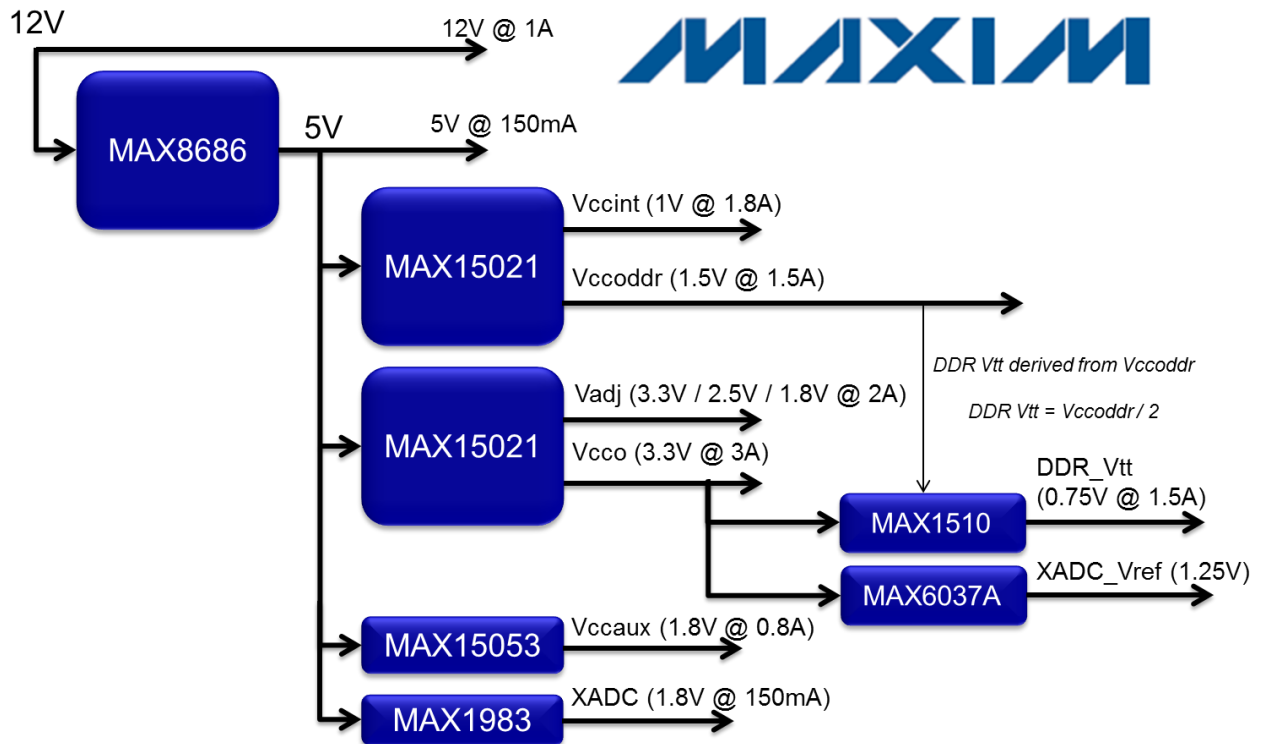 12V
12V @ 1A
MAXIM
MAX8686
5V
5V @ 150mA
MAX15021
Vccint (1V @ 1.8A)
Vccoddr (1.5V @ 1.5A)
DDR Vtt derived from Vccoddr
DDR Vtt = Vccoddr / 2
MAX15021
Vadj (3.3V / 2.5V / 1.8V @ 2A)
Vcco (3.3V @ 3A)
MAX1510
DDR_Vtt
(0.75V @ 1.5A)
MAX6037A
XADC_Vref (1.25V)
MAX15053
Vccaux (1.8V @ 0.8A)
MAX1983
XADC (1.8V @ 150mA)